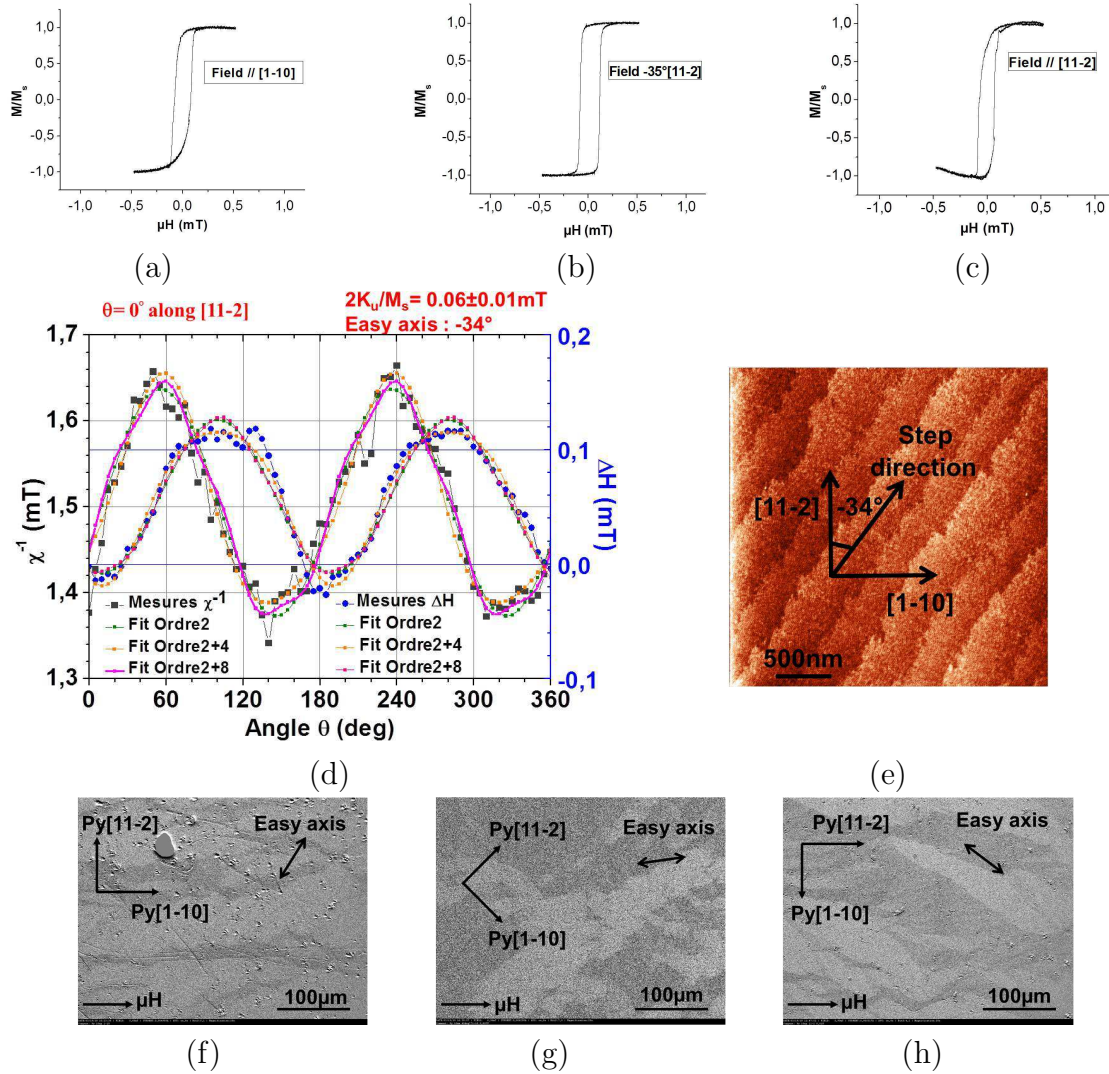 1,0
0,5
0,0
-0,5
-1,0
M/Ms
Field // [1-10]
-1,0 -0,5 0,0 0,5 1,0
µH (mT)
(a)
1,0
0,5
0,0
-0,5
-1,0
M/Ms
Field -35°[11-2]
-1,0 -0,5 0,0 0,5 1,0
µH (mT)
(b)
1,0
0,5
0,0
-0,5
-1,0
M/Ms
Field // [11-2]
-1,0 -0,5 0,0 0,5 1,0
µH (mT)
(c)
θ= 0° along [11-2]
2Ku/Ms= 0.06±0.01mT
Easy axis : -34°
1,7
1,6
1,5
1,4
1,3
χ-1 (mT)
0,2
0,1
0,0
-0,1
ΔH (mT)
Mesures χ-1
Fit Ordre2
Fit Ordre2+4
Fit Ordre2+8
Mesures ΔH
Fit Ordre2
Fit Ordre2+4
Fit Ordre2+8
0 60 120 180 240 300 360
Angle θ (deg)
(d)
Step
direction
[11-2]
-34°
[1-10]
500nm
(e)
Py[11-2]
Easy axis
Py[1-10]
µH
100µm
(f)
Py[11-2]
Easy axis
Py[1-10]
µH
100µm
(g)
Py[11-2]
Easy axis
Py[1-10]
µH
100µm
(h)